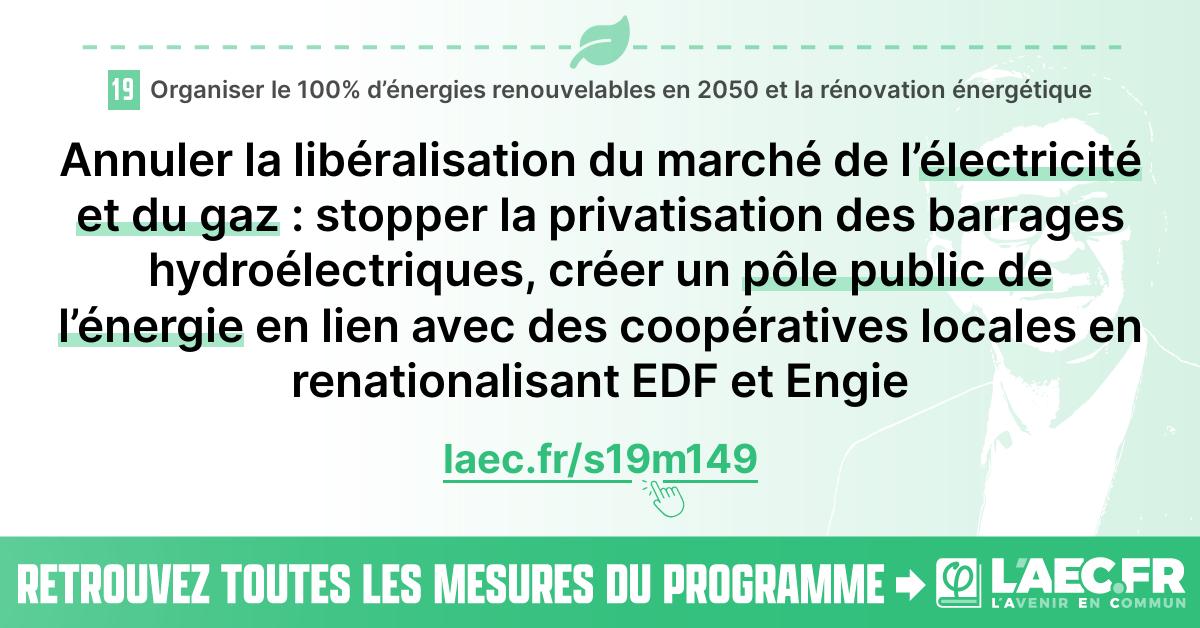 19 Organiser le 100% d’énergies renouvelables en 2050 et la rénovation énergétique
Annuler la libéralisation du marché de l’électricité
et du gaz : stopper la privatisation des barrages
hydroélectriques, créer un pôle public de
l’énergie en lien avec des coopératives locales en
renationalisant EDF et Engie
laec.fr/s19m149
RETROUVEZ TOUTES LES MESURES DU PROGRAMME
L'AEC.FR
L'AVENIR EN COMMUN